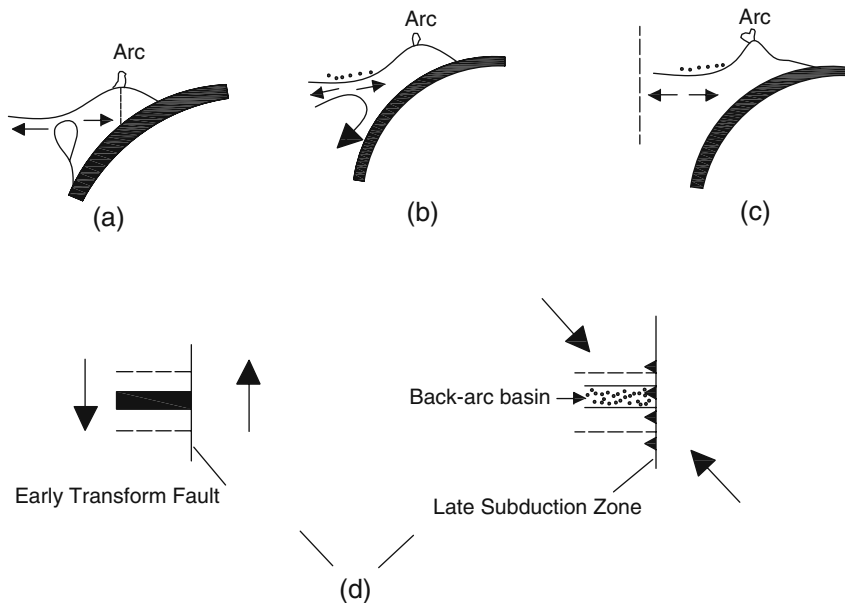 Arc
Arc
Arc
(a)
(b)
(c)
Back-arc basin
Early Transform Fault
Late Subduction Zone
(d)